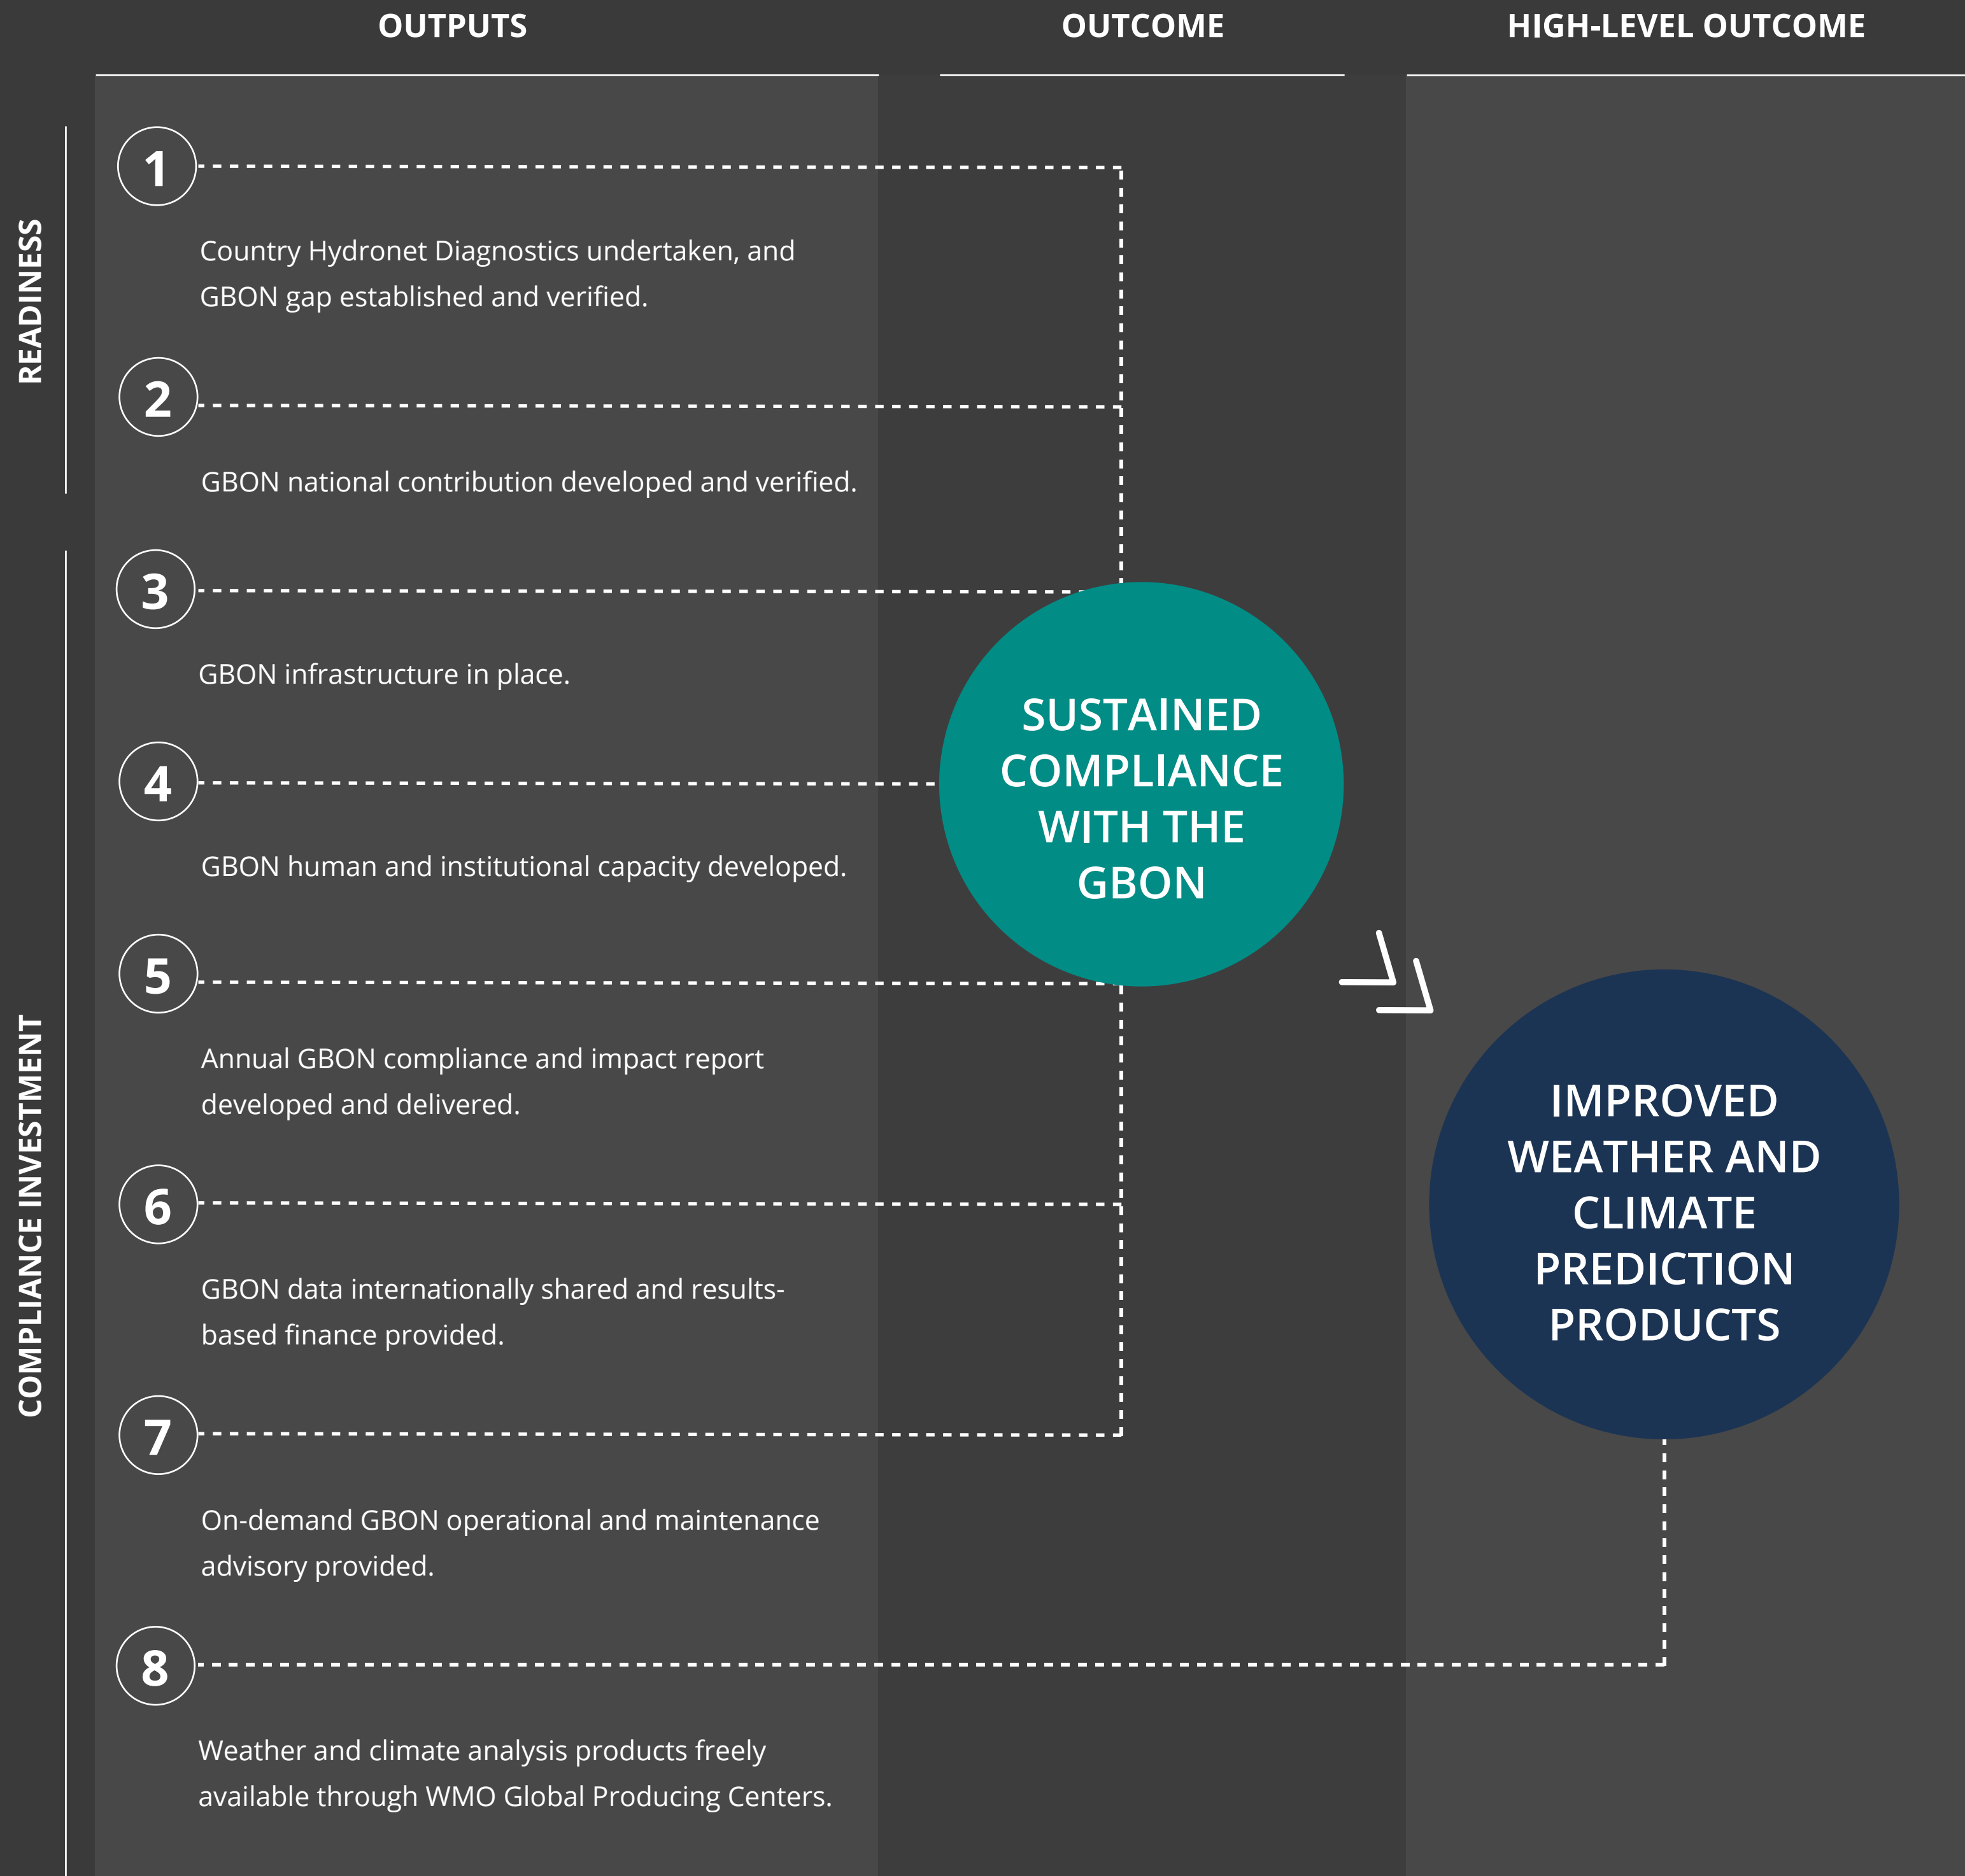 OUTPUTS
OUTCOME
HIGH-LEVEL OUTCOME
READINESS
1
Country Hydronet Diagnostics undertaken, and
GBON gap established and verified.
2
GBON national contribution developed and verified.
COMPLIANCE INVESTMENT
3
GBON infrastructure in place.
4
GBON human and institutional capacity developed.
5
Annual GBON compliance and impact report
developed and delivered.
6
GBON data internationally shared and results-
based finance provided.
7
On-demand GBON operational and maintenance
advisory provided.
8
Weather and climate analysis products freely
available through WMO Global Producing Centers.
SUSTAINED
COMPLIANCE
WITH THE
GBON
IMPROVED
WEATHER AND
CLIMATE
PREDICTION
PRODUCTS